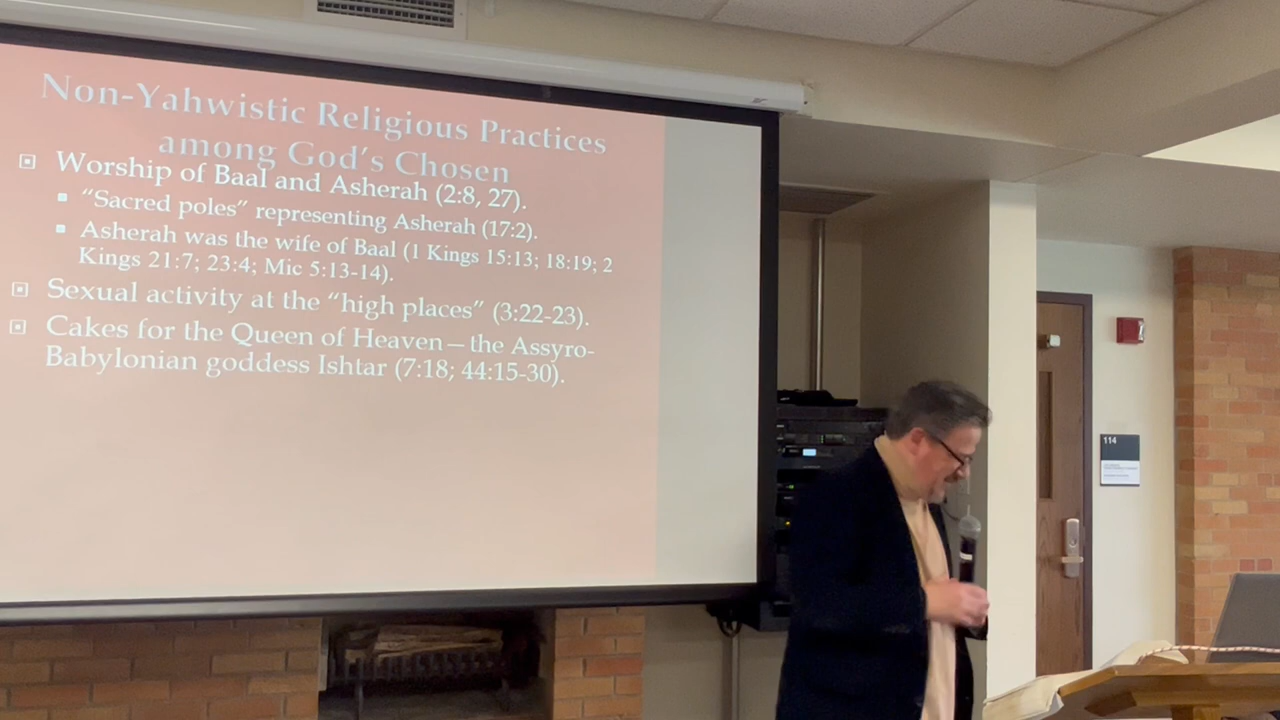 Non-Yahwistic Religious Practices
among God's Chosen
Worship of Baal and Asherah (2:8, 27).
"Sacred poles" representing Asherah (17:2).
Asherah was the wife of Baal (1 Kings 15:13; 18:19; 2
Kings 21:7; 23:4; Mic 5:13-14).
Sexual activity at the "high places" (3:22-23).
Cakes for the Queen of Heaven—the Assyro-
Babylonian goddess Ishtar (7:18; 44:15-30).
114